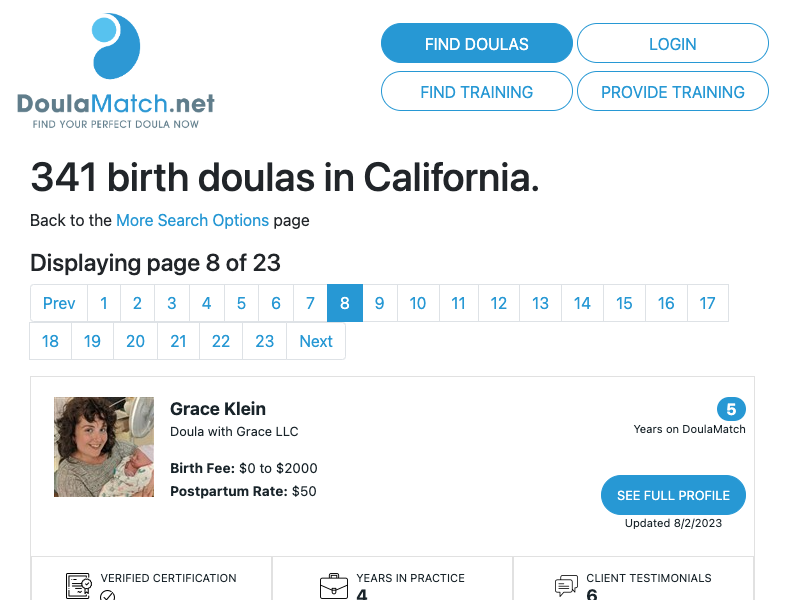 FIND DOULAS
LOGIN
FIND TRAINING
PROVIDE TRAINING
DoulaMatch.net
FIND YOUR PERFECT DOULA NOW
341 birth doulas in California.
Back to the More Search Options page
Displaying page 8 of 23
Prev 1 2 3 4 5 6 7 8 9 10 11 12 13 14 15 16 17
18 19 20 21 22 23 Next
Grace Klein
Doula with Grace LLC
Birth Fee: $0 to $2000
Postpartum Rate: $50
5
Years on DoulaMatch
SEE FULL PROFILE
Updated 8/2/2023
VERIFIED CERTIFICATION
YEARS IN PRACTICE
4
CLIENT TESTIMONIALS
6